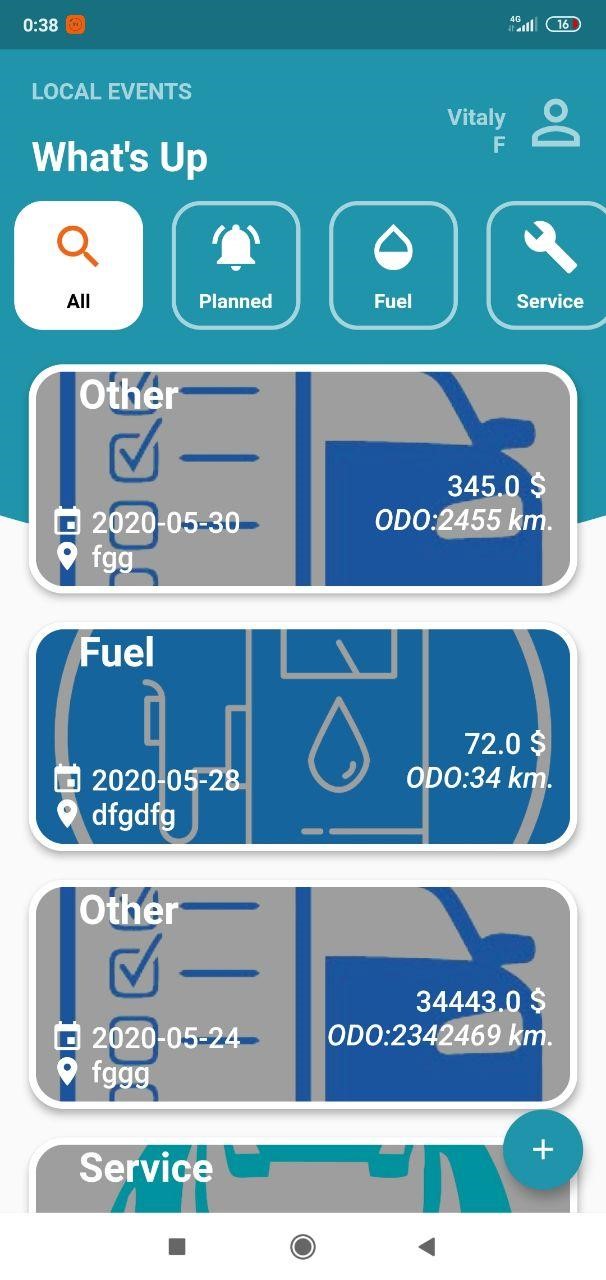 0:38
4G
16
LOCAL EVENTS
Vitaly
F
What's Up
All
Planned
Fuel
Service
Other
345.0 $
2020-05-30
ODO:2455 km.
fgg
Fuel
72.0 $
2020-05-28
ODO:34 km.
dfgdfg
Other
34443.0 $
2020-05-24
ODO:2342469 km.
fggg
Service
+